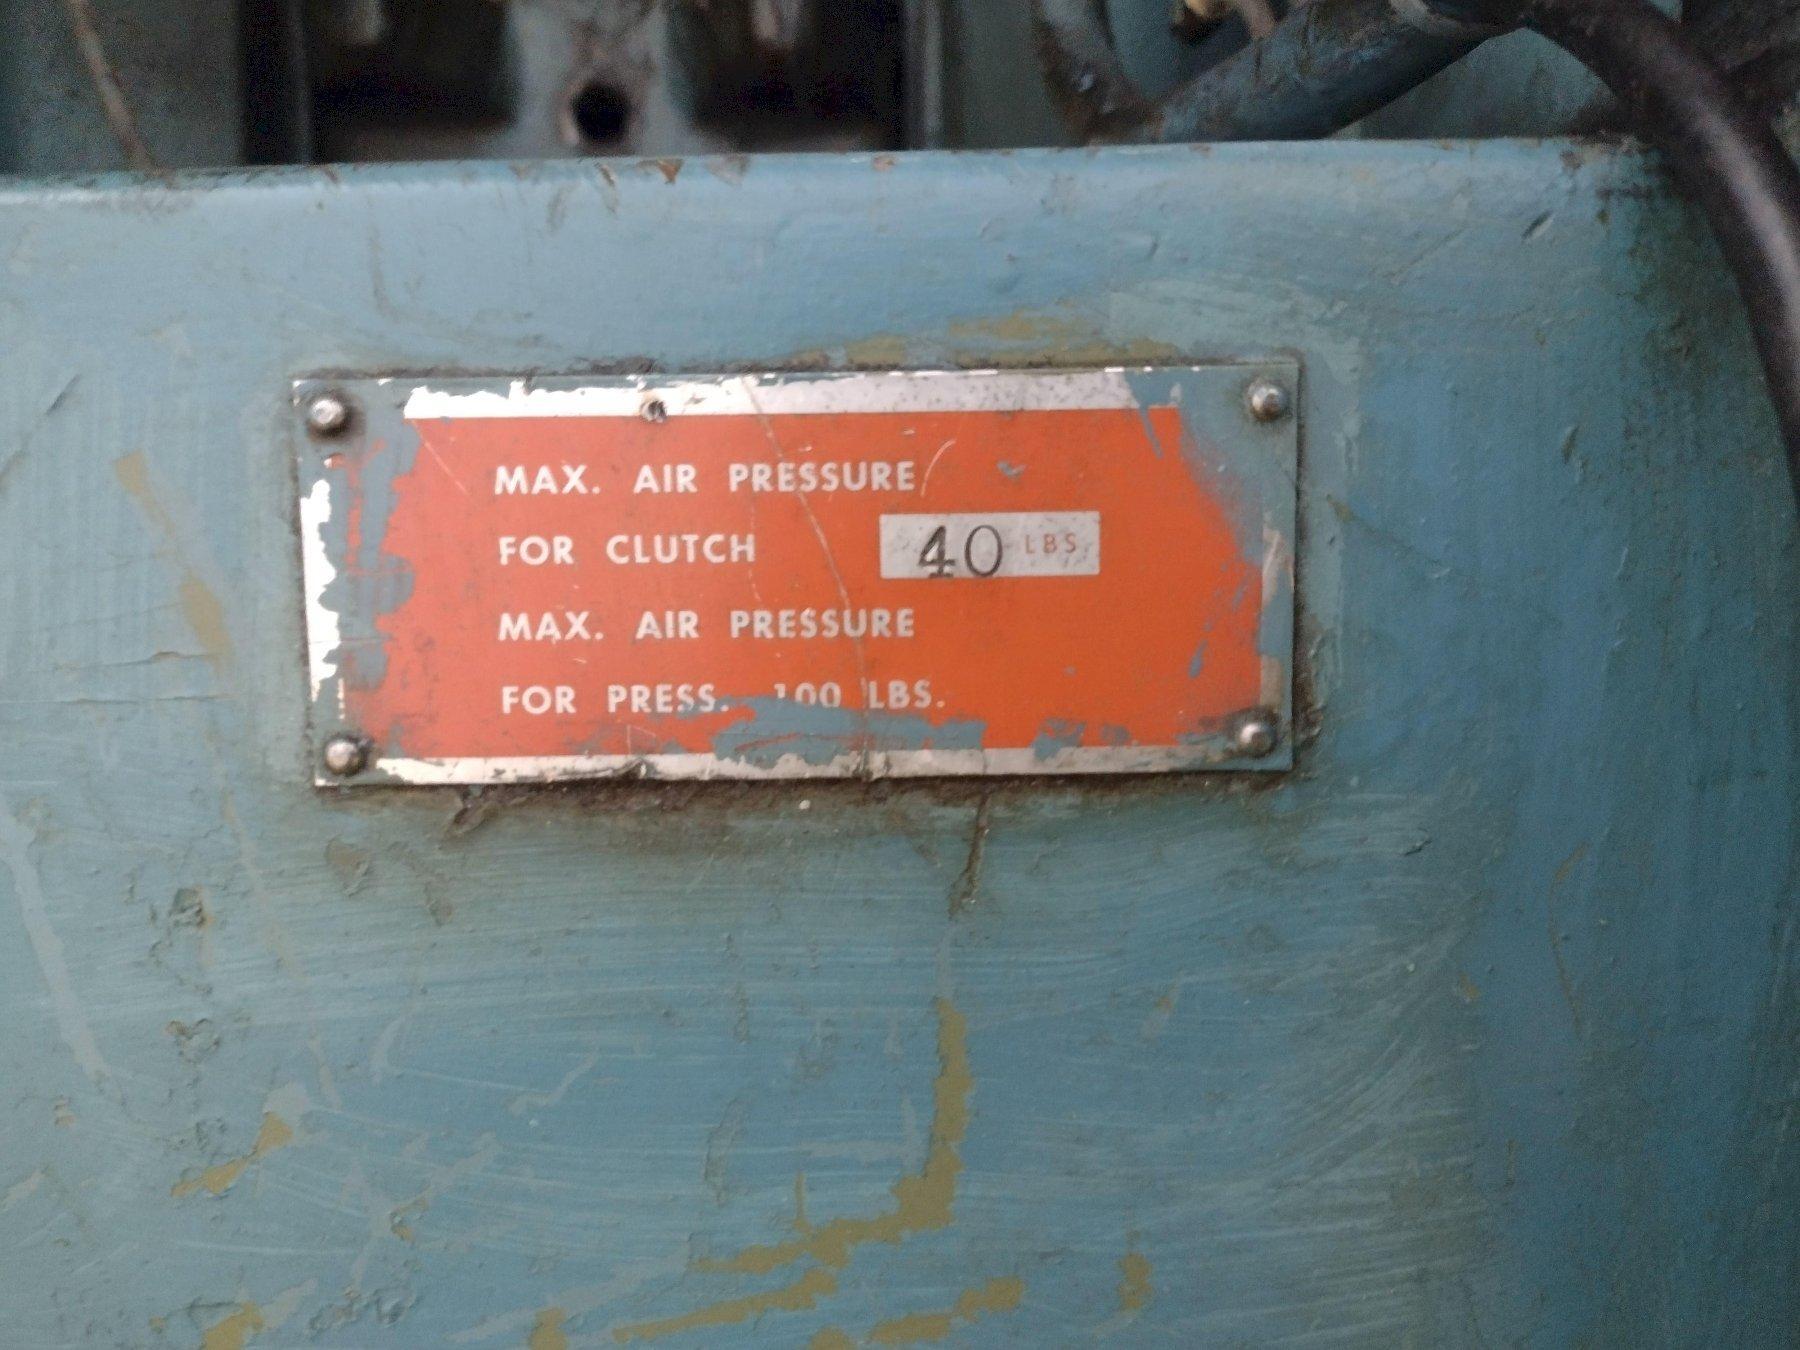 MAX. AIR PRESSURE
FOR CLUTCH 40 LBS
MAX. AIR PRESSURE
FOR PRESS. 100 LBS.